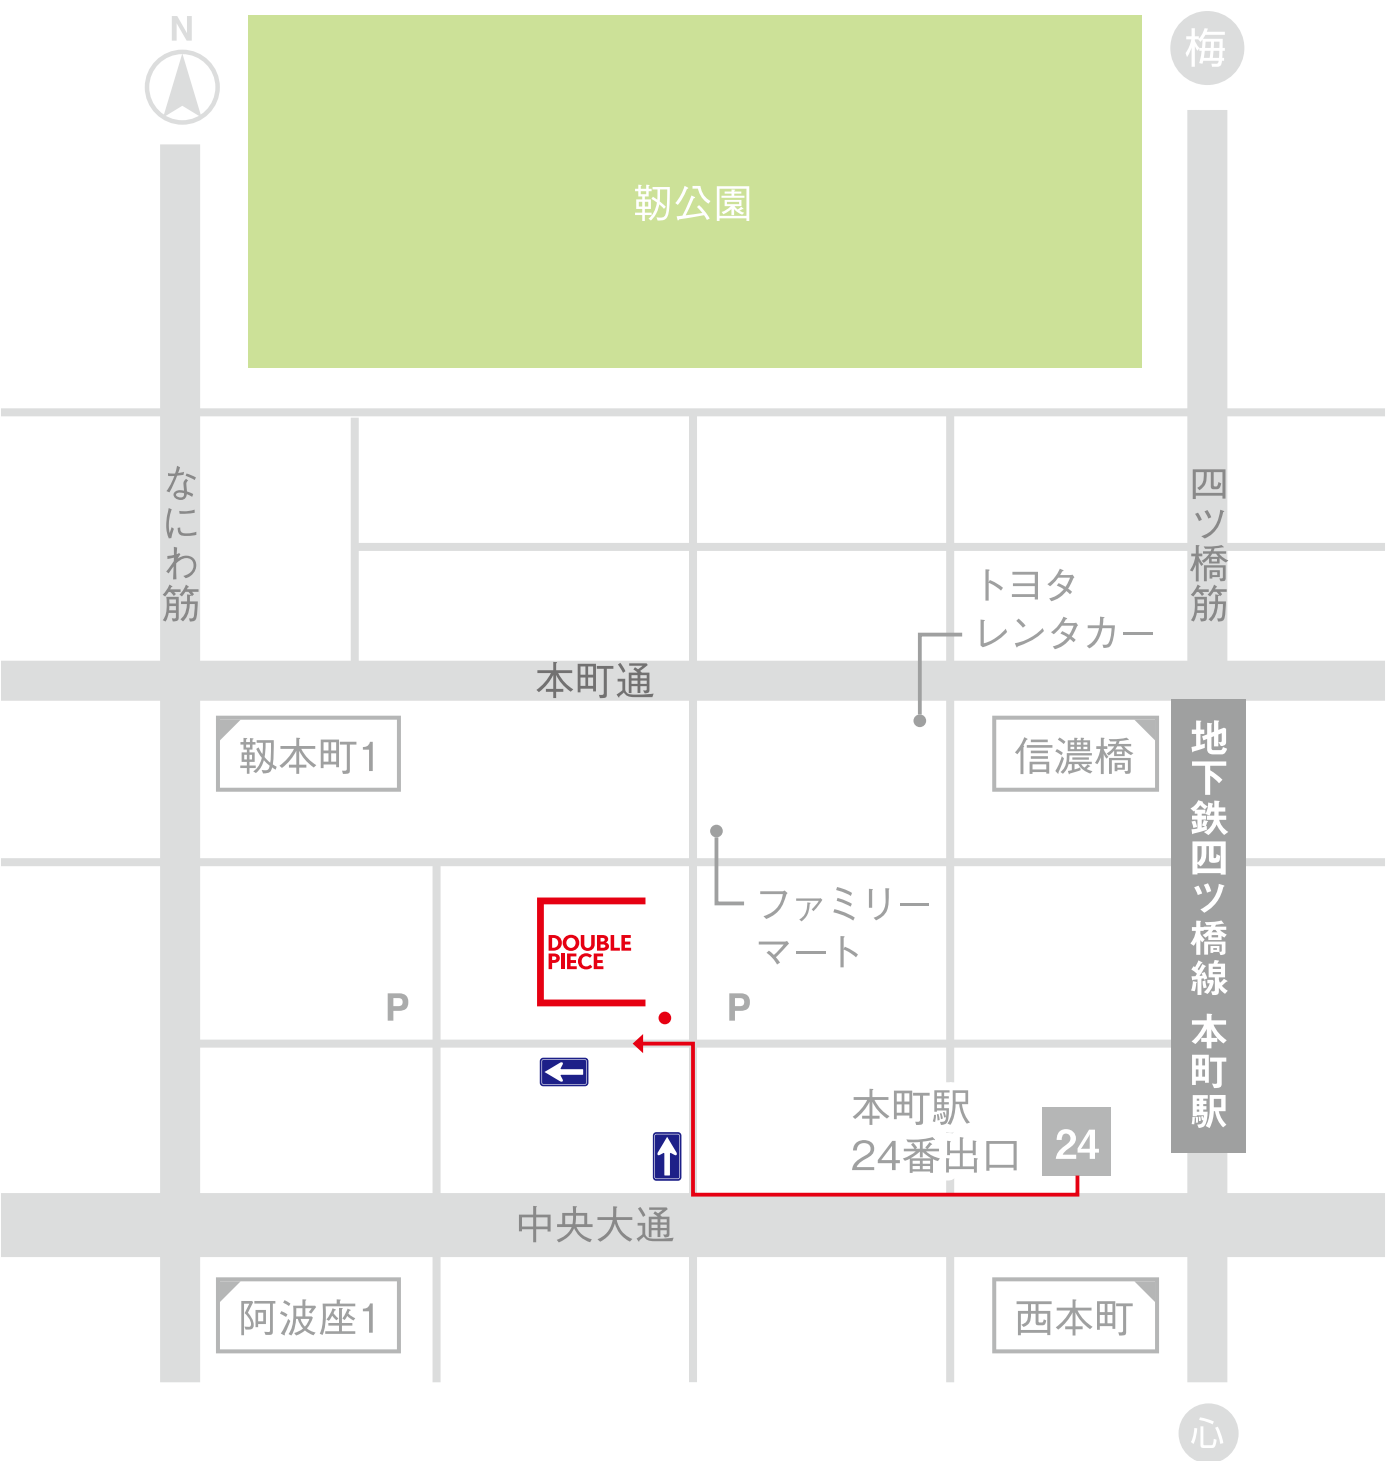 N
梅
靭公園
なにわ筋
四ツ橋筋
トヨタ
レンタカー
本町通
靱本町1
信濃橋
地下鉄四ツ橋線 本町駅
ファミリー
マート
DOUBLE
PIECE
P
P
本町駅
24番出口
24
中央大通
阿波座1
西本町
心